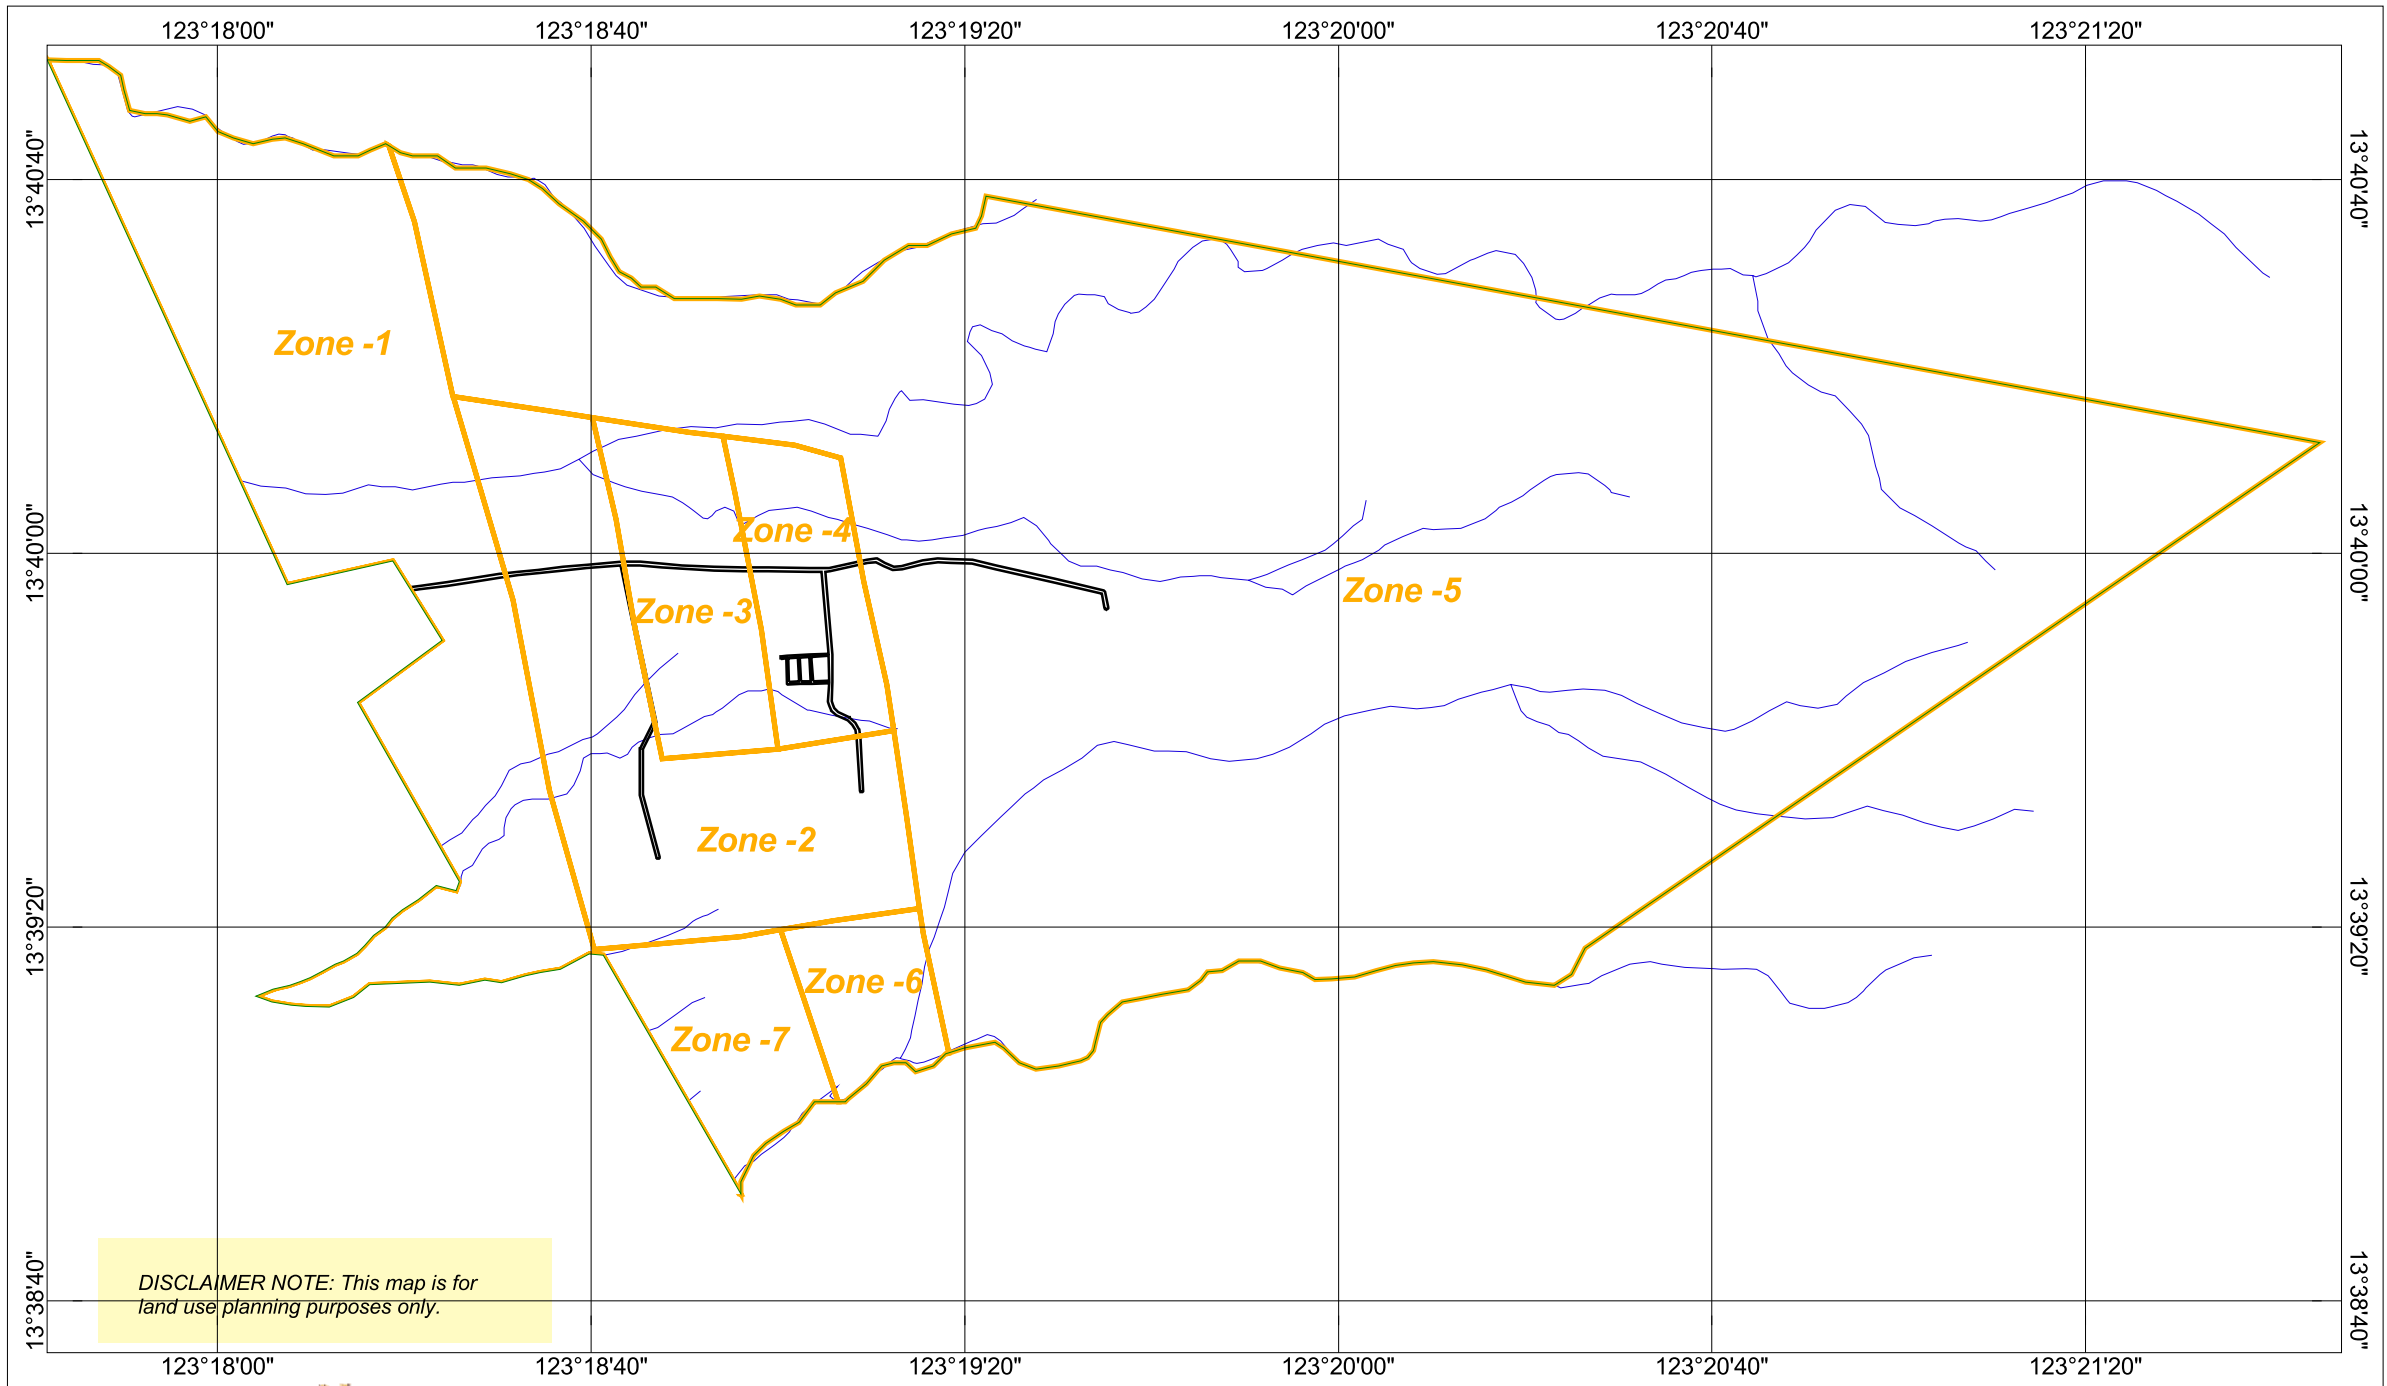 123°18'00" 123°18'40" 123°19'20" 123°20'00" 123°20'40" 123°21'20"
13°40'40" 13°40'40"
Zone -1
Zone -4
13°40'00" 13°40'00"
Zone -5
Zone -3
Zone -2
13°39'20" 13°39'20"
Zone -6
Zone -7
DISCLAIMER NOTE: This map is for
land use planning purposes only.
13°38'40" 13°38'40"
123°18'00" 123°18'40" 123°19'20" 123°20'00" 123°20'40" 123°21'20"